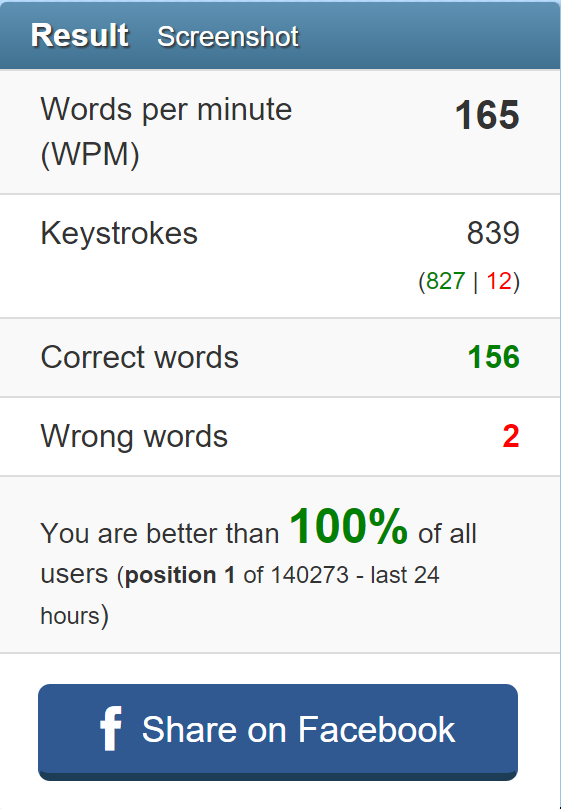 Result Screenshot
Words per minute 165
(WPM)
Keystrokes 839
(827 | 12)
Correct words 156
Wrong words 2
You are better than 100% of all
users (position 1 of 140273 - last 24
hours)
Share on Facebook